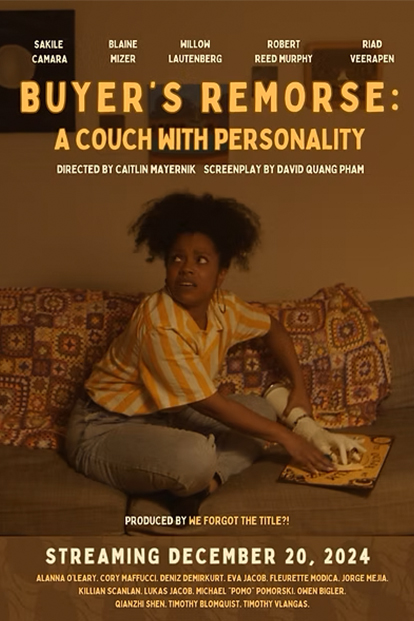 SAKILE BLAINE WILLOW ROBERT RIAD
CAMARA MIZER LAUTENBERG REED MURPHY VEERAPEN
BUYER'S REMORSE:
A COUCH WITH PERSONALITY
DIRECTED BY CAITLIN MAYERNIK SCREENPLAY BY DAVID QUANG PHAM
PRODUCED BY WE FORGOT THE TITLE?!
STREAMING DECEMBER 20, 2024
ALANNA O'LEARY. CORY MAFFUCCI. DENIZ DEMIRKURT. EVA JACOB. FLEURETTE MODICA. JORGE MEJIA.
KILLIAN SCANLAN. LUKAS JACOB. MICHAEL "POMO" POMORSKI. OWEN BIGLER.
QIANZHI SHEN. TIMOTHY BLOMQUIST. TIMOTHY VLANGAS.